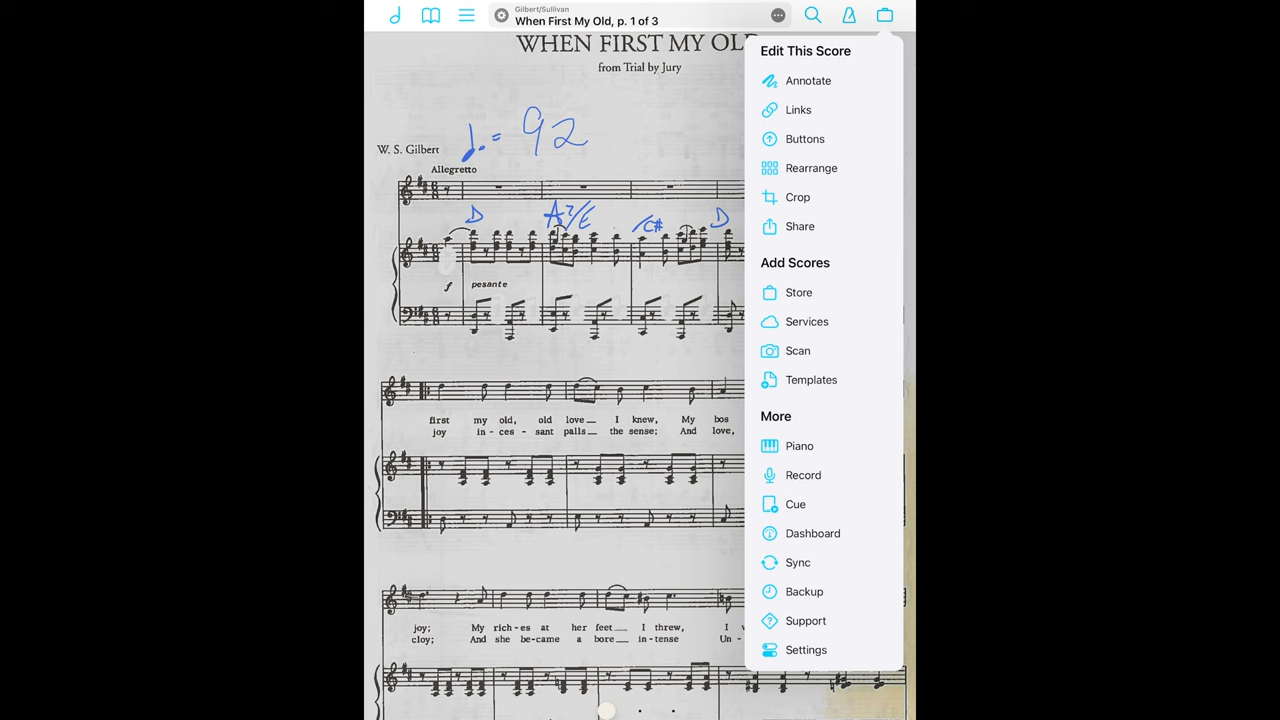 Gilbert/Sullivan
When First My Old, p. 1 of 3
WHEN FIRST MY OL
from Trial by Jury
= 92
W. S. Gilbert
Allegretto
D A7/E /C# D
f pesante
first my old, old love I knew, My bos
joy in - ces - sant palls the sense; And love,
joy; My rich - es at her feet I threw, I
cloy; And she be-came a bore in - tense Un -
Edit This Score
Annotate
Links
Buttons
Rearrange
Crop
Share
Add Scores
Store
Services
Scan
Templates
More
Piano
Record
Cue
Dashboard
Sync
Backup
Support
Settings